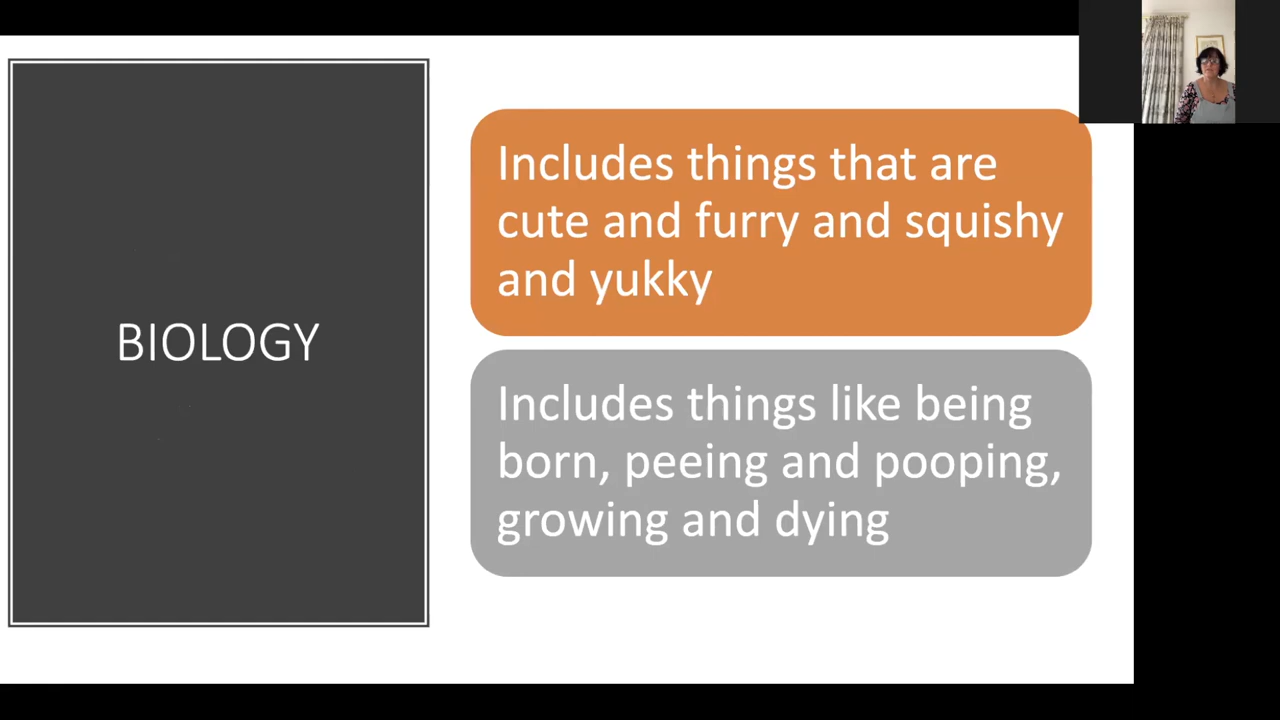 BIOLOGY
Includes things that are
cute and furry and squishy
and yukky
Includes things like being
born, peeing and pooping,
growing and dying